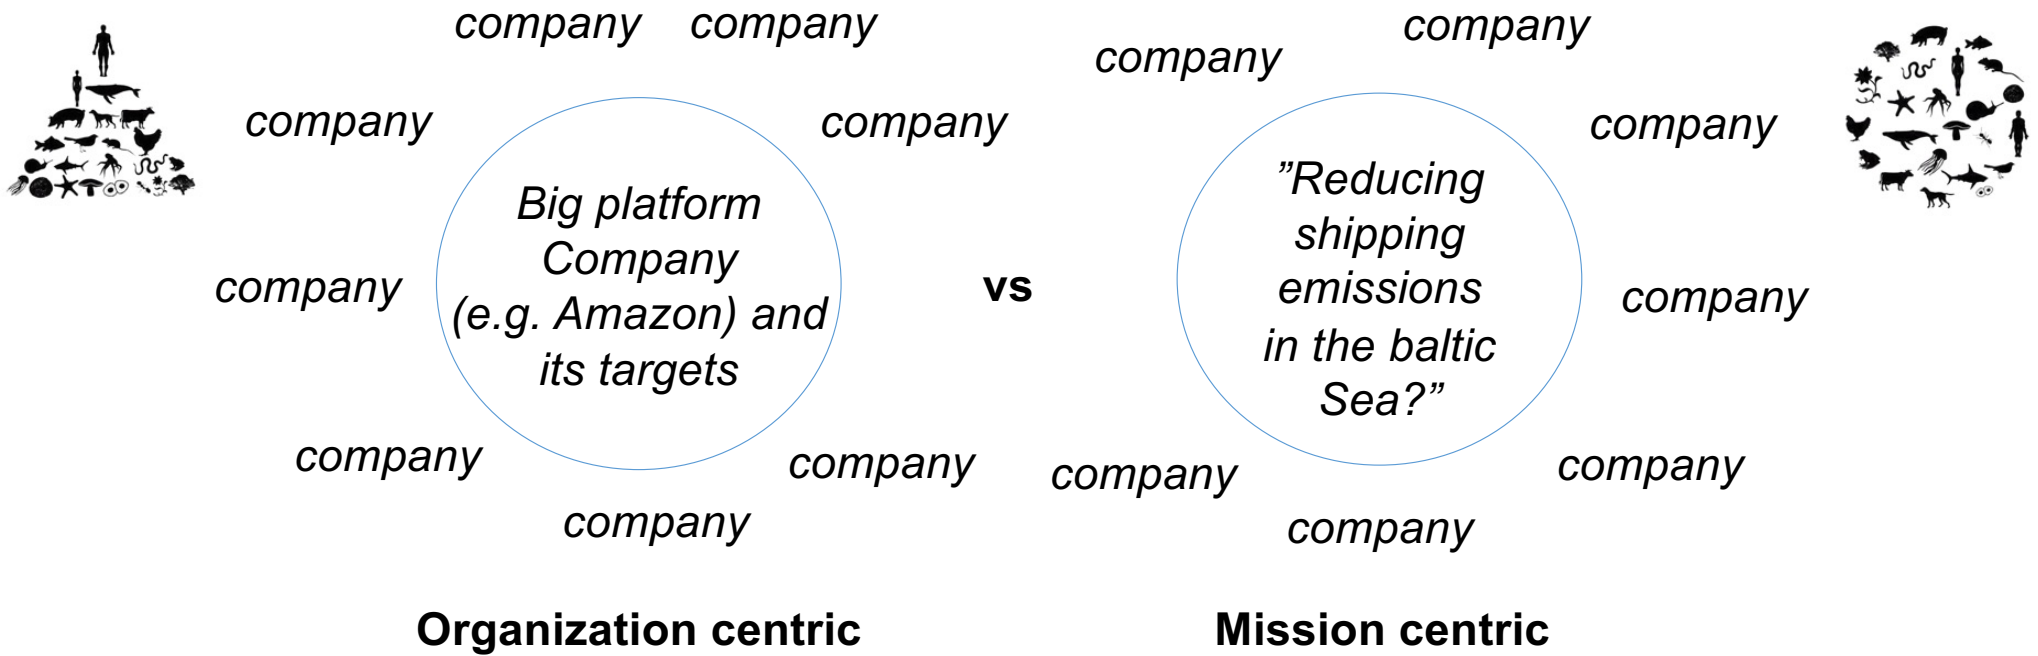 company company
company
company
company
company
company
”Reducing
shipping
emissions
in the baltic
Sea?”
Big platform
Company
(e.g. Amazon) and
its targets
company
vs
company
company
company
company
company
company
company
Organization centric
Mission centric